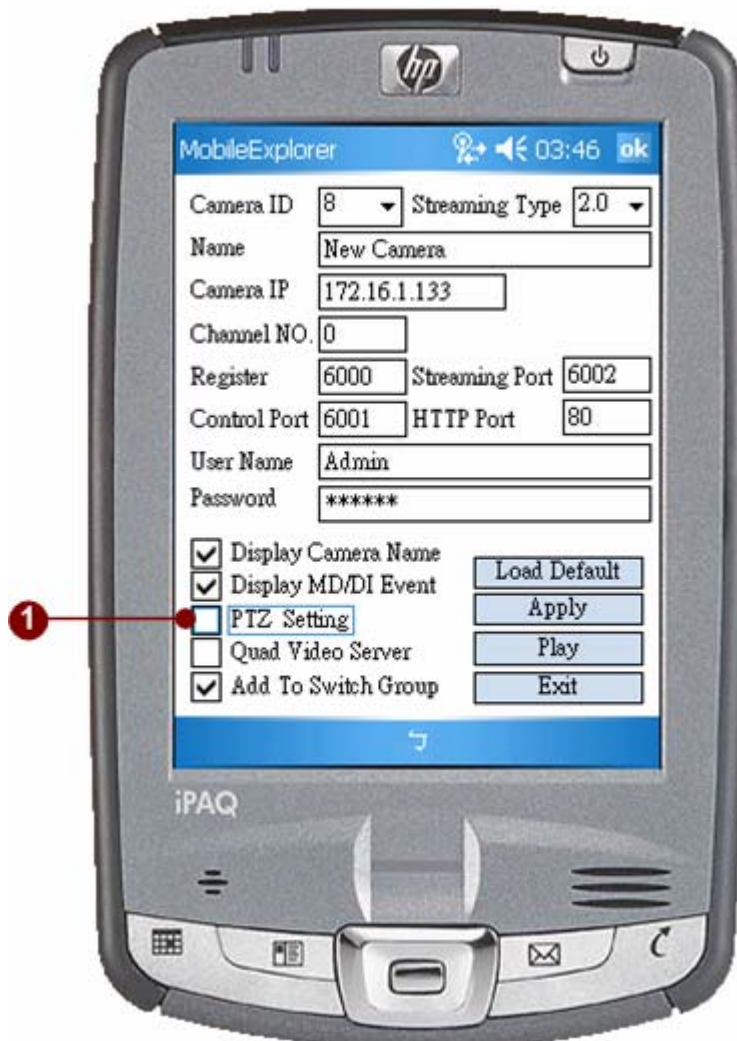 hp
MobileExplorer 03:46 ok
Camera ID 8 Streaming Type 2.0
Name New Camera
Camera IP 172.16.1.133
Channel NO. 0
Register 6000 Streaming Port 6002
Control Port 6001 HTTP Port 80
User Name Admin
Password ******
Display Camera Name
Load Default
Display MD/DI Event
Apply
1 PTZ Setting
Play
Quad Video Server
Exit
Add To Switch Group
iPAQ